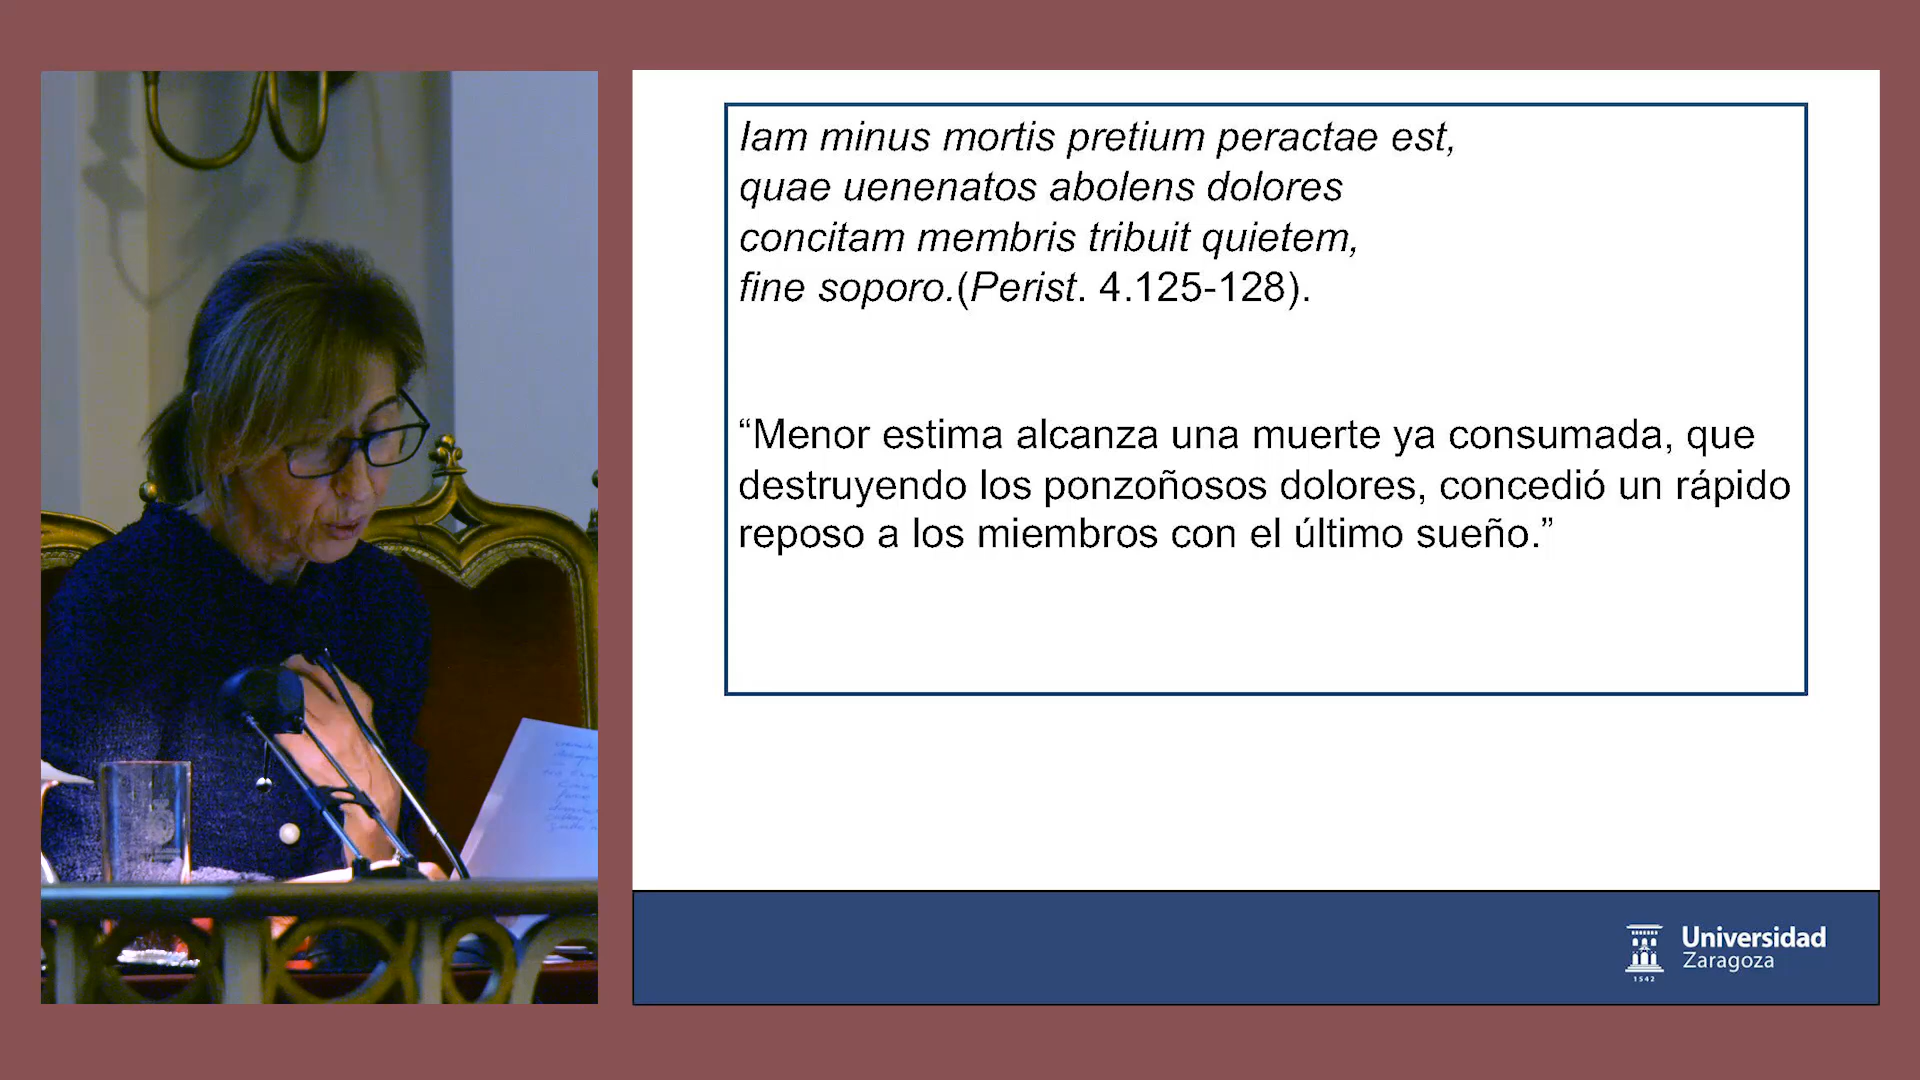 Iam minus mortis pretium peractae est,
quae uenenatos abolens dolores
concitam membris tribuit quietem,
fine soporo.(Perist. 4.125-128).
“Menor estima alcanza una muerte ya consumada, que
destruyendo los ponzoñosos dolores, concedió un rápido
reposo a los miembros con el último sueño.”
Universidad
Zaragoza
1542